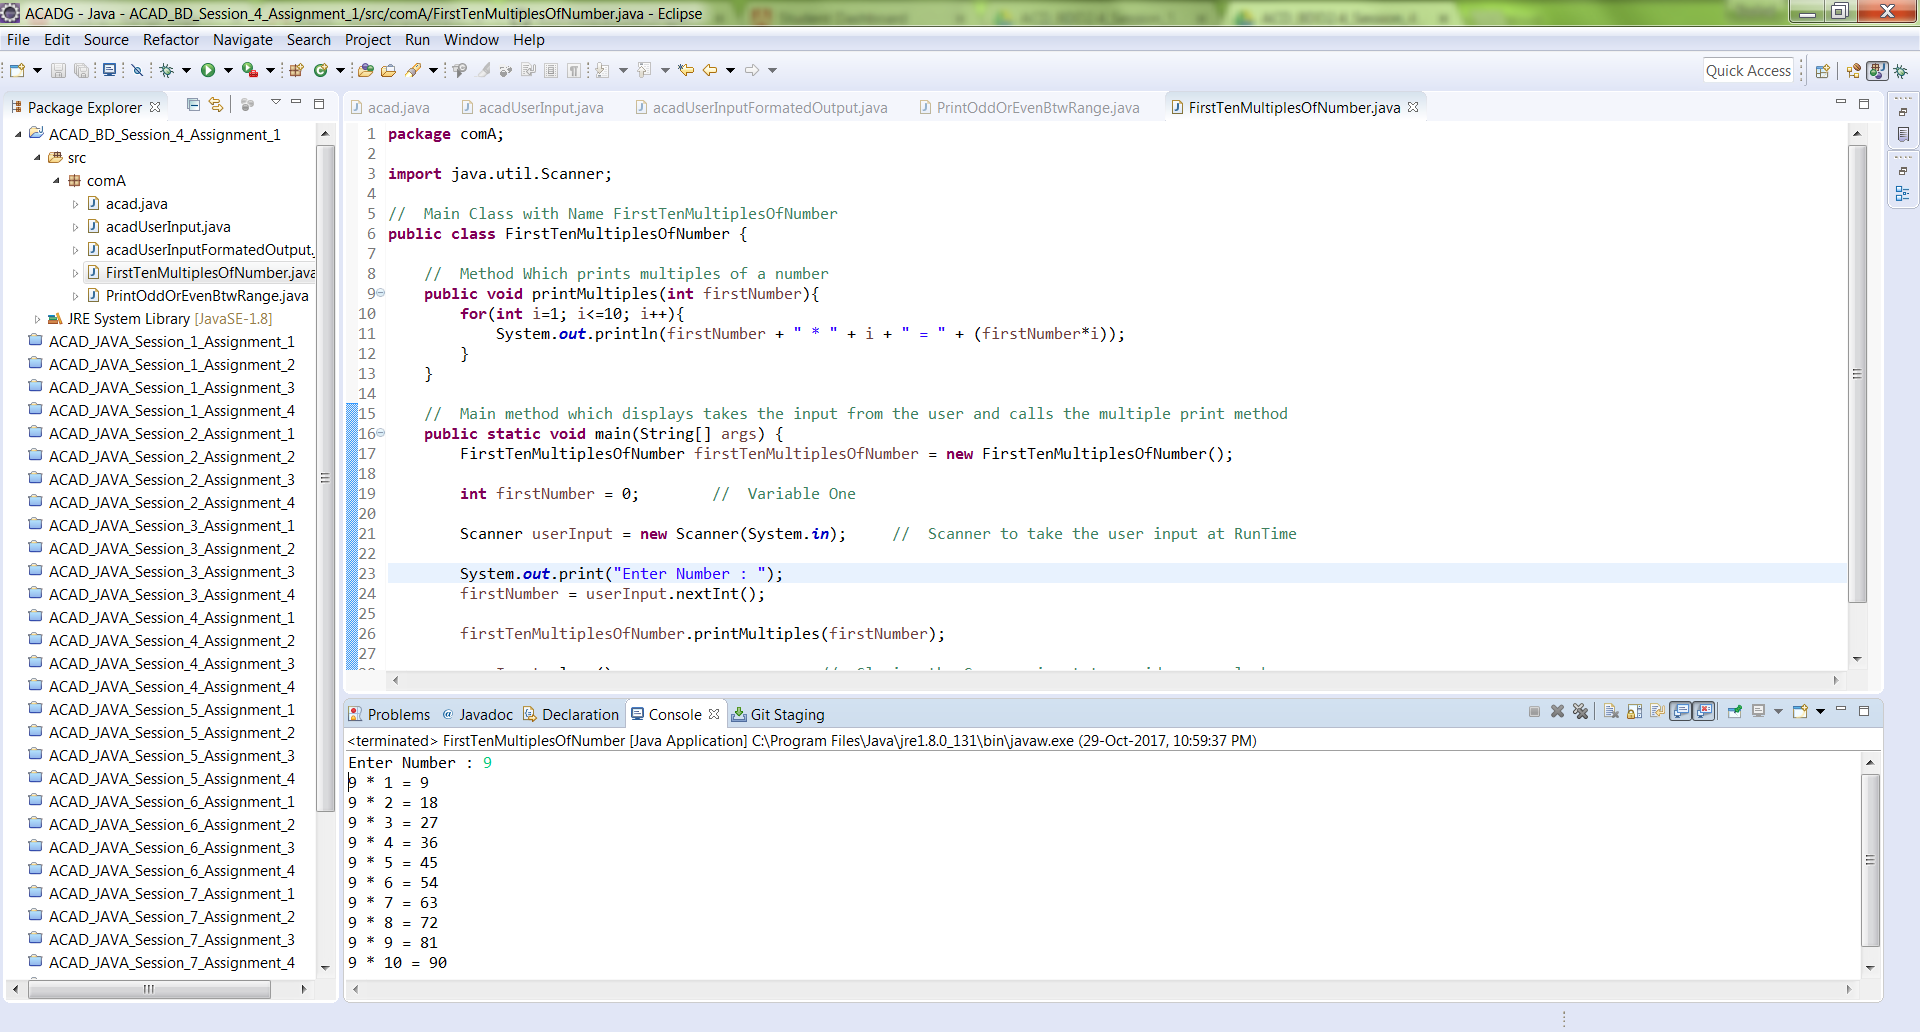 ACADG - Java - ACAD_BD_Session_4_Assignment_1/src/comA/FirstTenMultiplesOfNumber.java - Eclipse
File Edit Source Refactor Navigate Search Project Run Window Help
Quick Access
Package Explorer
ACAD_BD_Session_4_Assignment_1
src
comA
acad.java
acadUserInput.java
acadUserInputFormatedOutput.
FirstTenMultiplesOfNumber.java
PrintOddOrEvenBtwRange.java
JRE System Library [JavaSE-1.8]
ACAD_JAVA_Session_1_Assignment_1
ACAD_JAVA_Session_1_Assignment_2
ACAD_JAVA_Session_1_Assignment_3
ACAD_JAVA_Session_1_Assignment_4
ACAD_JAVA_Session_2_Assignment_1
ACAD_JAVA_Session_2_Assignment_2
ACAD_JAVA_Session_2_Assignment_3
ACAD_JAVA_Session_2_Assignment_4
ACAD_JAVA_Session_3_Assignment_1
ACAD_JAVA_Session_3_Assignment_2
ACAD_JAVA_Session_3_Assignment_3
ACAD_JAVA_Session_3_Assignment_4
ACAD_JAVA_Session_4_Assignment_1
ACAD_JAVA_Session_4_Assignment_2
ACAD_JAVA_Session_4_Assignment_3
ACAD_JAVA_Session_4_Assignment_4
ACAD_JAVA_Session_5_Assignment_1
ACAD_JAVA_Session_5_Assignment_2
ACAD_JAVA_Session_5_Assignment_3
ACAD_JAVA_Session_5_Assignment_4
ACAD_JAVA_Session_6_Assignment_1
ACAD_JAVA_Session_6_Assignment_2
ACAD_JAVA_Session_6_Assignment_3
ACAD_JAVA_Session_6_Assignment_4
ACAD_JAVA_Session_7_Assignment_1
ACAD_JAVA_Session_7_Assignment_2
ACAD_JAVA_Session_7_Assignment_3
ACAD_JAVA_Session_7_Assignment_4
acad.java acadUserInput.java acadUserInputFormatedOutput.java PrintOddOrEvenBtwRange.java FirstTenMultiplesOfNumber.java
1 package comA;
2
3 import java.util.Scanner;
4
5 // Main Class with Name FirstTenMultiplesOfNumber
6 public class FirstTenMultiplesOfNumber {
7
8 // Method Which prints multiples of a number
9 public void printMultiples(int firstNumber){
10 for(int i=1; i<=10; i++){
11 System.out.println(firstNumber + " * " + i + " = " + (firstNumber*i));
12 }
13 }
14
15 // Main method which displays takes the input from the user and calls the multiple print method
16 public static void main(String[] args) {
17 FirstTenMultiplesOfNumber firstTenMultiplesOfNumber = new FirstTenMultiplesOfNumber();
18
19 int firstNumber = 0; // Variable One
20
21 Scanner userInput = new Scanner(System.in); // Scanner to take the user input at RunTime
22
23 System.out.print("Enter Number : ");
24 firstNumber = userInput.nextInt();
25
26 firstTenMultiplesOfNumber.printMultiples(firstNumber);
27
Problems Javadoc Declaration Console Git Staging
<terminated> FirstTenMultiplesOfNumber [Java Application] C:\Program Files\Java\jre1.8.0_131\bin\javaw.exe (29-Oct-2017, 10:59:37 PM)
Enter Number : 9
9 * 1 = 9
9 * 2 = 18
9 * 3 = 27
9 * 4 = 36
9 * 5 = 45
9 * 6 = 54
9 * 7 = 63
9 * 8 = 72
9 * 9 = 81
9 * 10 = 90